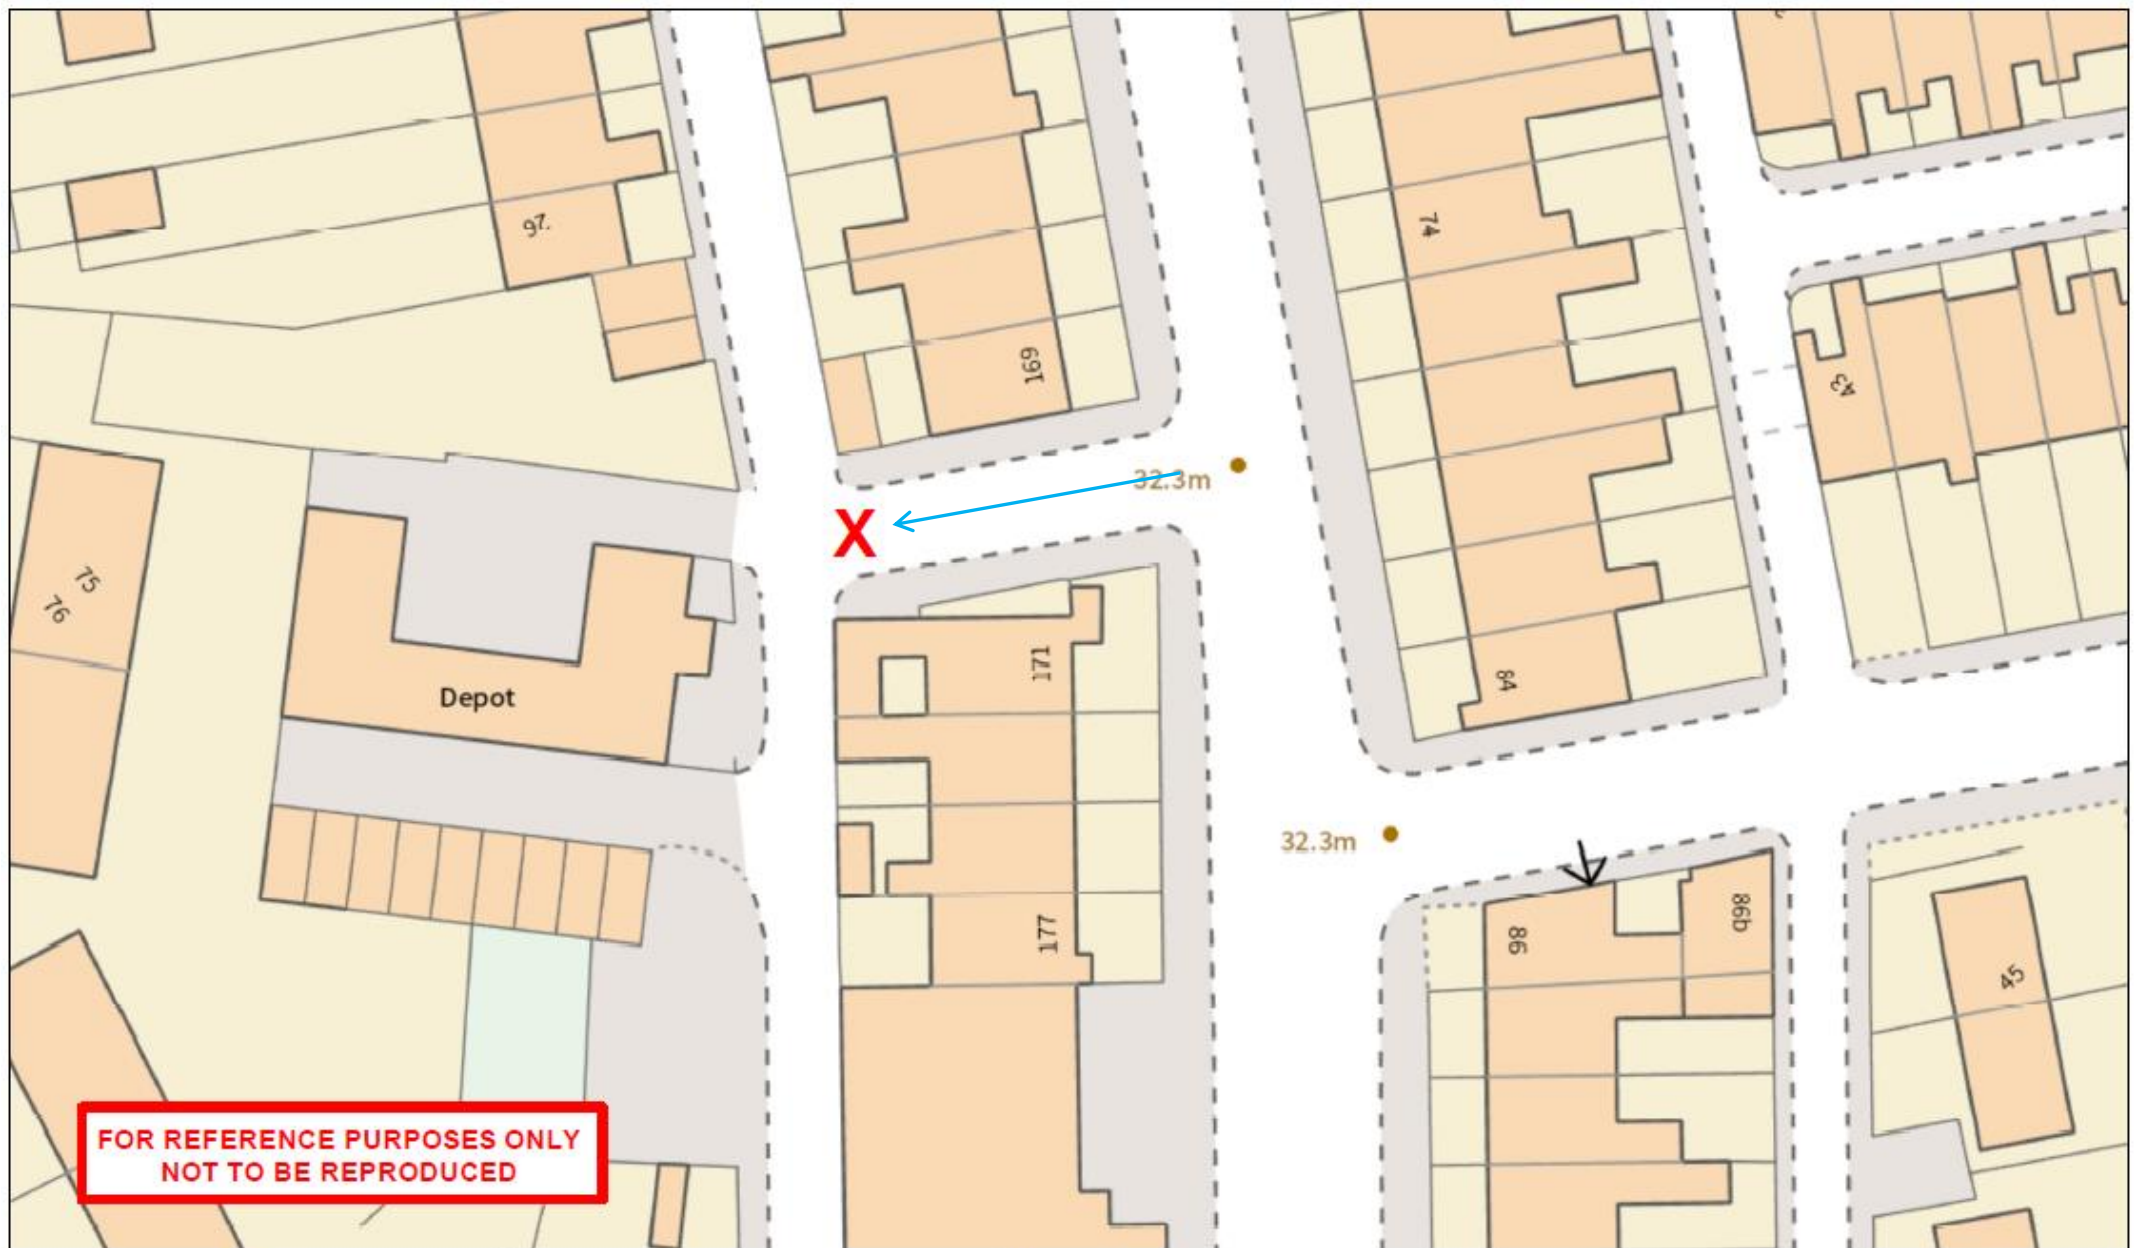 97
74
169
43
32.3m
X
75
76
171
84
Depot
32.3m
177
86
86b
45
FOR REFERENCE PURPOSES ONLY
NOT TO BE REPRODUCED